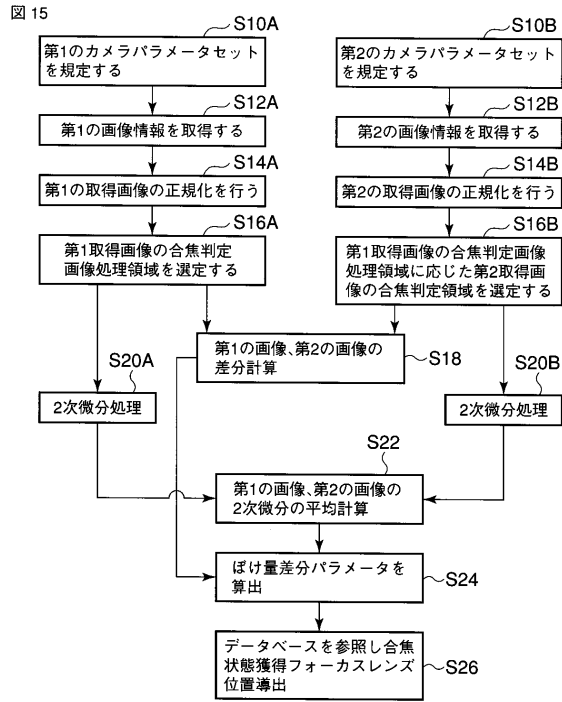 図 15
S10A
第1のカメラパラメータセット
を規定する
S12A
第1の画像情報を取得する
S14A
第1の取得画像の正規化を行う
S16A
第1取得画像の合焦判定
画像処理領域を選定する
S10B
第2のカメラパラメータセット
を規定する
S12B
第2の画像情報を取得する
S14B
第2の取得画像の正規化を行う
S16B
第1取得画像の合焦判定画像
処理領域に応じた第2取得画
像の合焦判定領域を選定する
第1の画像、第2の画像の
差分計算
S18
S20A
2次微分処理
S20B
2次微分処理
S22
第1の画像、第2の画像の
2次微分の平均計算
ぼけ量差分パラメータを
算出
S24
データベースを参照し合焦
状態獲得フォーカスレンズ
位置導出
S26